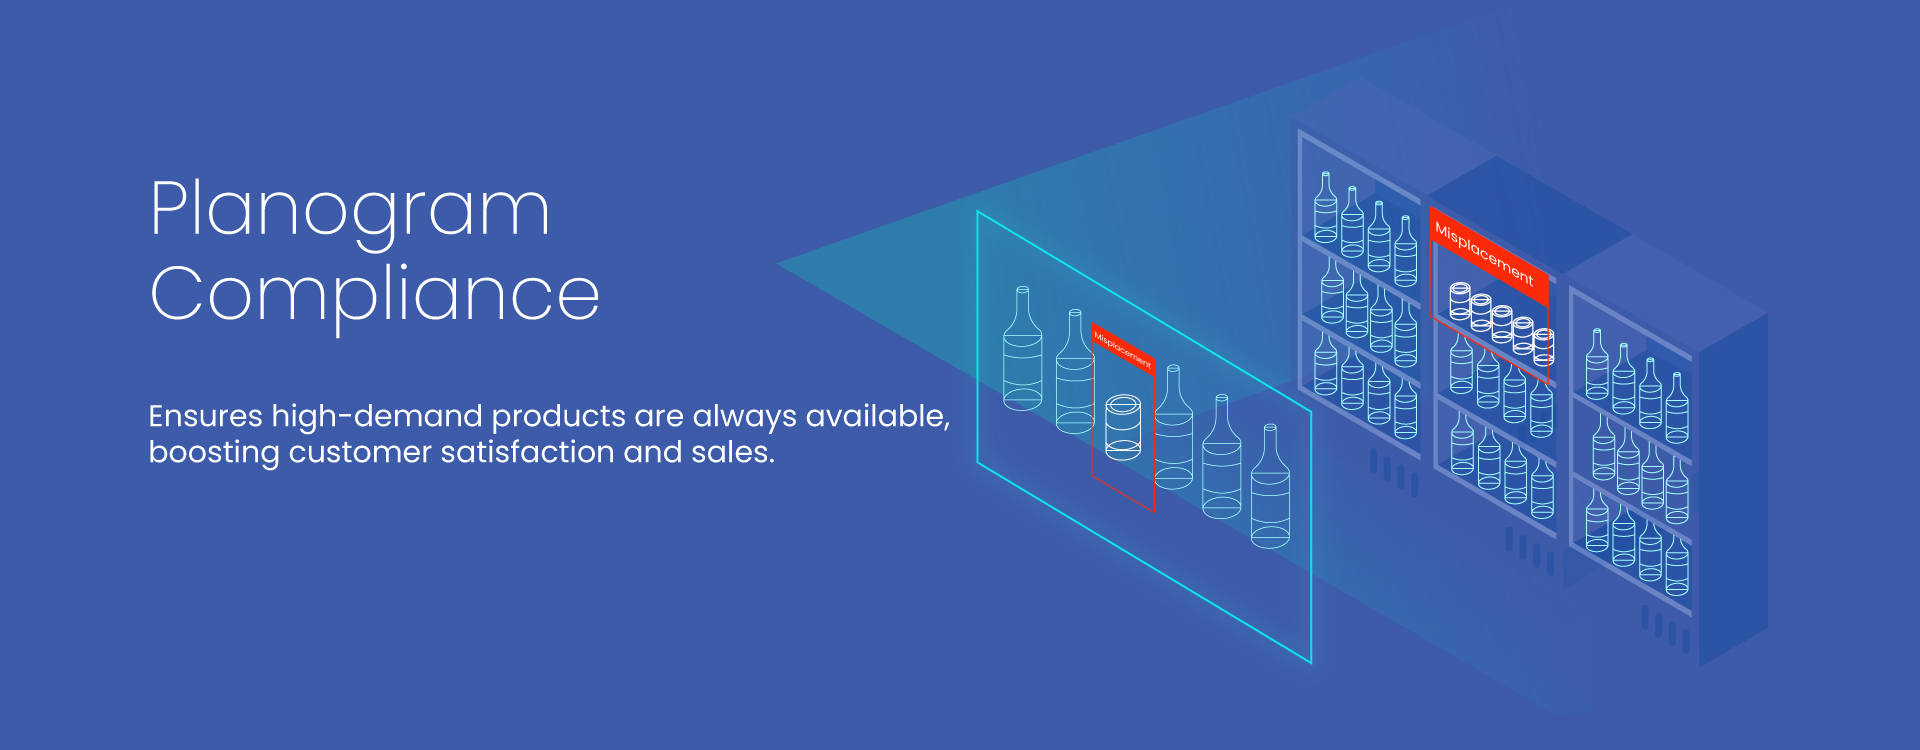 Planogram
Compliance
Ensures high-demand products are always available,
boosting customer satisfaction and sales.
Misplacement
Misplacement